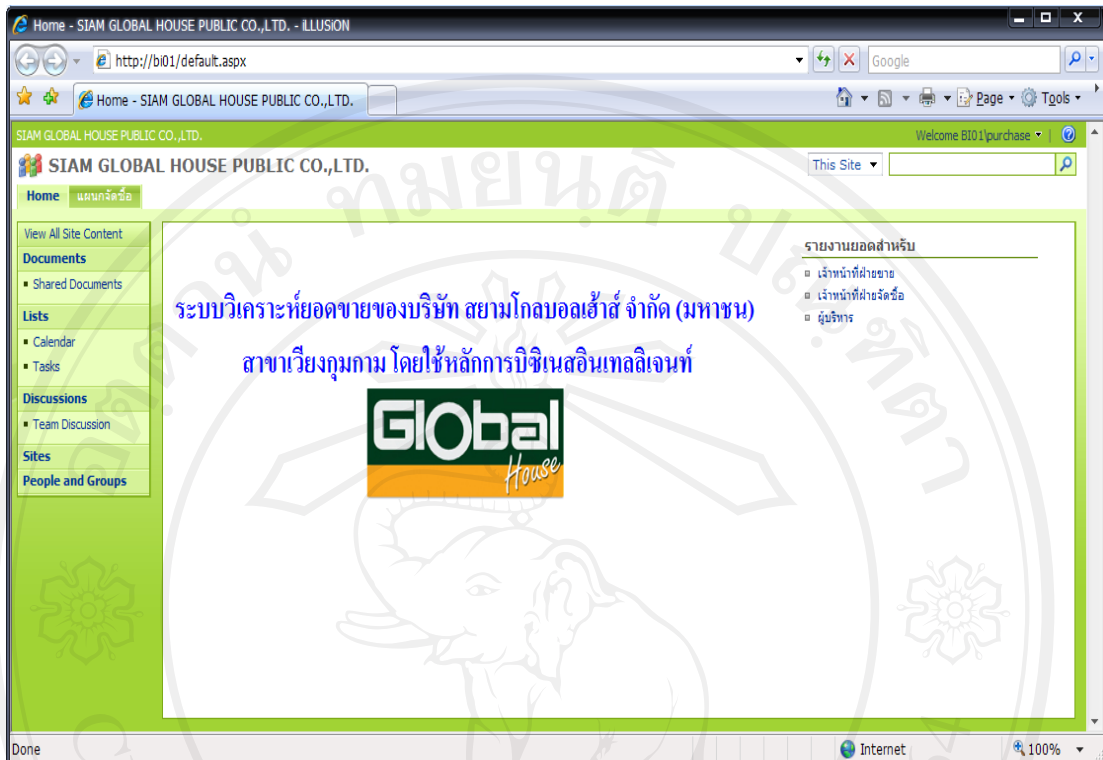 Home - SIAM GLOBAL HOUSE PUBLIC CO.,LTD. - iLLUSiON
http://bi01/default.aspx
Google
Home - SIAM GLOBAL HOUSE PUBLIC CO.,LTD.
Page
Tools
SIAM GLOBAL HOUSE PUBLIC CO.,LTD.
Welcome BI01\purchase
SIAM GLOBAL HOUSE PUBLIC CO.,LTD.
This Site
Home
แผนกจัดซื้อ
View All Site Content
Documents
Shared Documents
Lists
Calendar
Tasks
Discussions
Team Discussion
Sites
People and Groups
ระบบวิเคราะห์ยอดขายของบริษัท สยามโกลบอลเฮ้าส์ จำกัด (มหาชน)
สาขาเวียงกุมกาม โดยใช้หลักการบิซิเนสอินเทลลิเจนท์
Global
House
รายงานยอดสำหรับ
เจ้าหน้าที่ฝ่ายขาย
เจ้าหน้าที่ฝ่ายจัดซื้อ
ผู้บริหาร
Done
Internet
100%